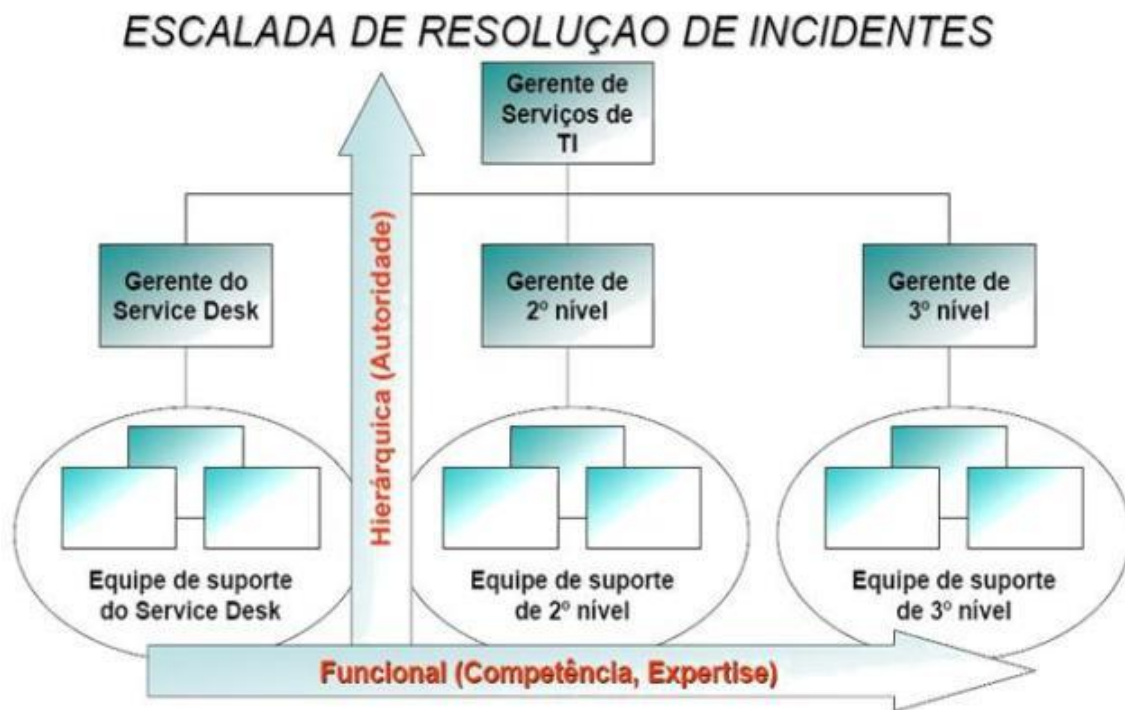 ESCALADA DE RESOLUÇAO DE INCIDENTES
Gerente de
Serviços de
TI
Gerente do
Service Desk
Gerente de
2º nível
Gerente de
3º nível
Hierárquica (Autoridade)
Equipe de suporte
do Service Desk
Equipe de suporte
de 2º nível
Equipe de suporte
de 3º nível
Funcional (Competência, Expertise)